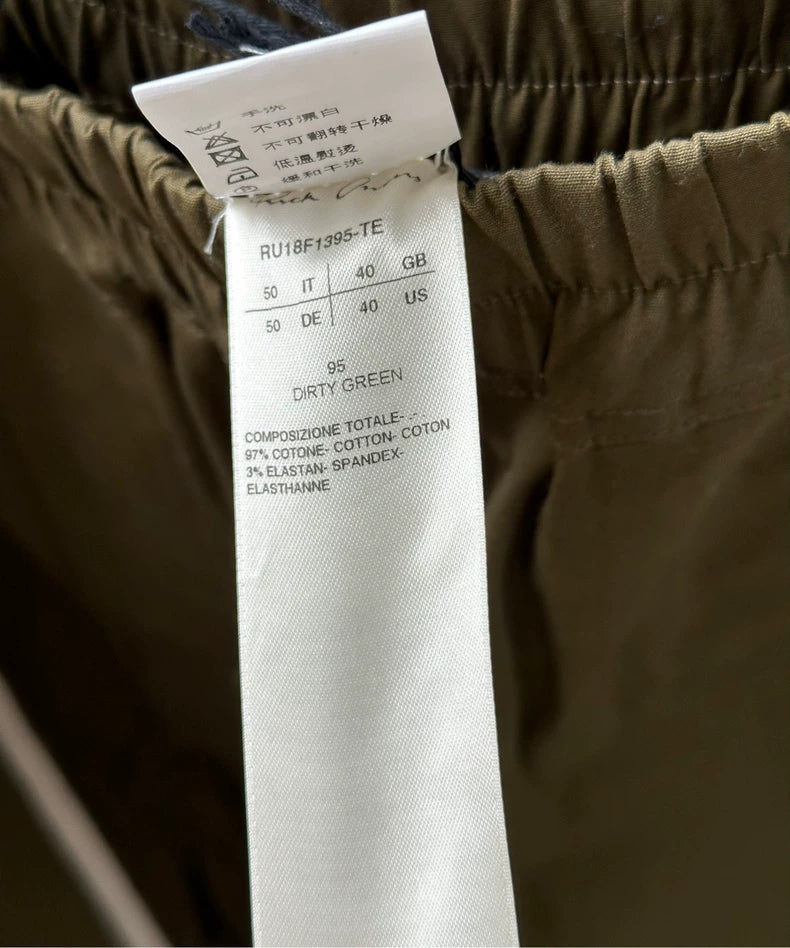 手洗
不可漂白
不可翻转干燥
低溫熨燙
緩和干洗
RU18F1395-TE
50 IT 40 GB
50 DE 40 US
95
DIRTY GREEN
COMPOSIZIONE TOTALE- .-.
97% COTONE- COTTON- COTON
3% ELASTAN- SPANDEX-
ELASTHANNE